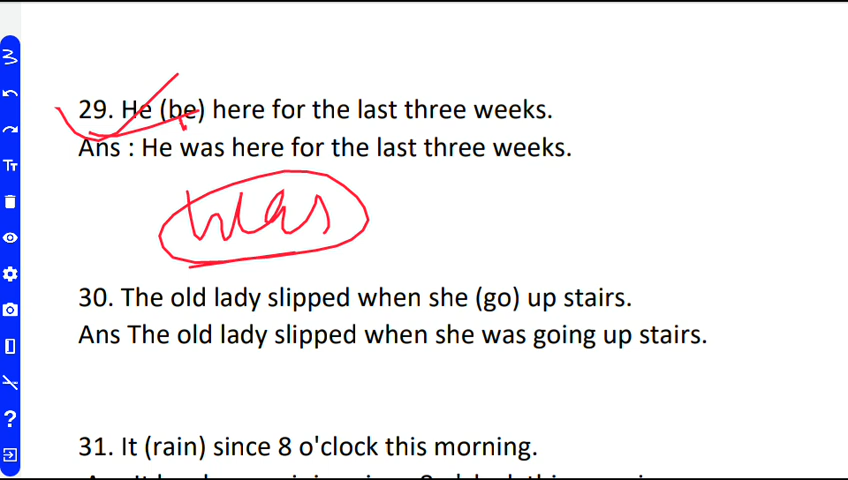 29. He (be) here for the last three weeks.
Ans : He was here for the last three weeks.
was
30. The old lady slipped when she (go) up stairs.
Ans The old lady slipped when she was going up stairs.
31. It (rain) since 8 o'clock this morning.